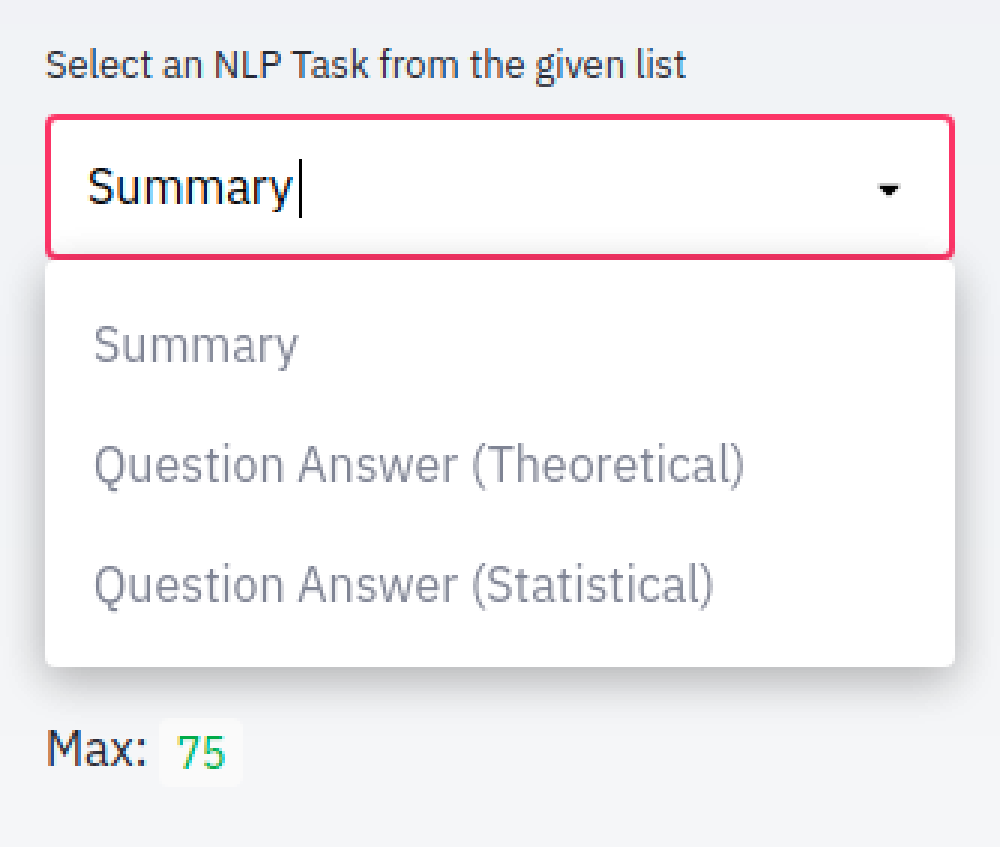 Select an NLP Task from the given list
Summary
Summary
Question Answer (Theoretical)
Question Answer (Statistical)
Max: 75